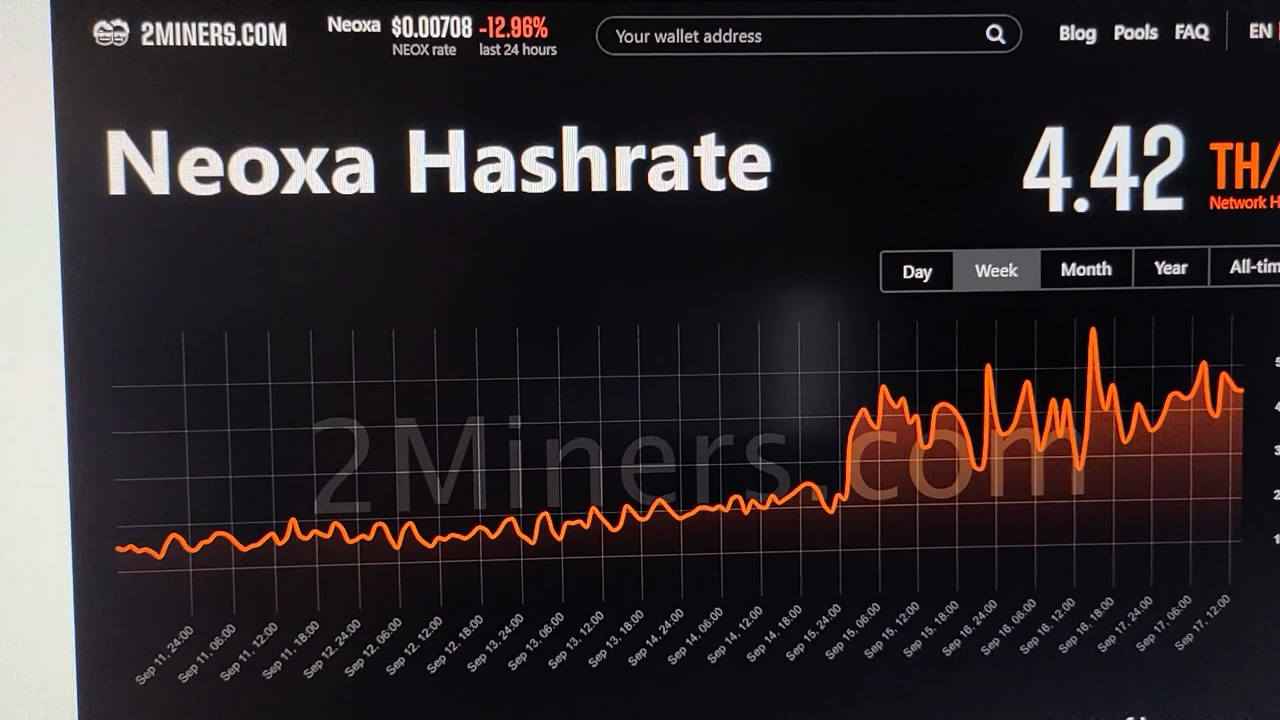 2MINERS.COM
Neoxa $0.00708 -12.96%
NEOX rate last 24 hours
Your wallet address
Blog Pools FAQ EN
Neoxa Hashrate
4.42 TH/
Network H
Day Week Month Year All-tim
2Miners.com
5
4
3
2
1
Sep 11, 24:00
Sep 11, 06:00
Sep 11, 12:00
Sep 11, 18:00
Sep 12, 24:00
Sep 12, 06:00
Sep 12, 12:00
Sep 12, 18:00
Sep 13, 24:00
Sep 13, 06:00
Sep 13, 12:00
Sep 13, 18:00
Sep 14, 24:00
Sep 14, 06:00
Sep 14, 12:00
Sep 14, 18:00
Sep 15, 24:00
Sep 15, 06:00
Sep 15, 12:00
Sep 15, 18:00
Sep 16, 24:00
Sep 16, 06:00
Sep 16, 12:00
Sep 16, 18:00
Sep 17, 24:00
Sep 17, 06:00
Sep 17, 12:00